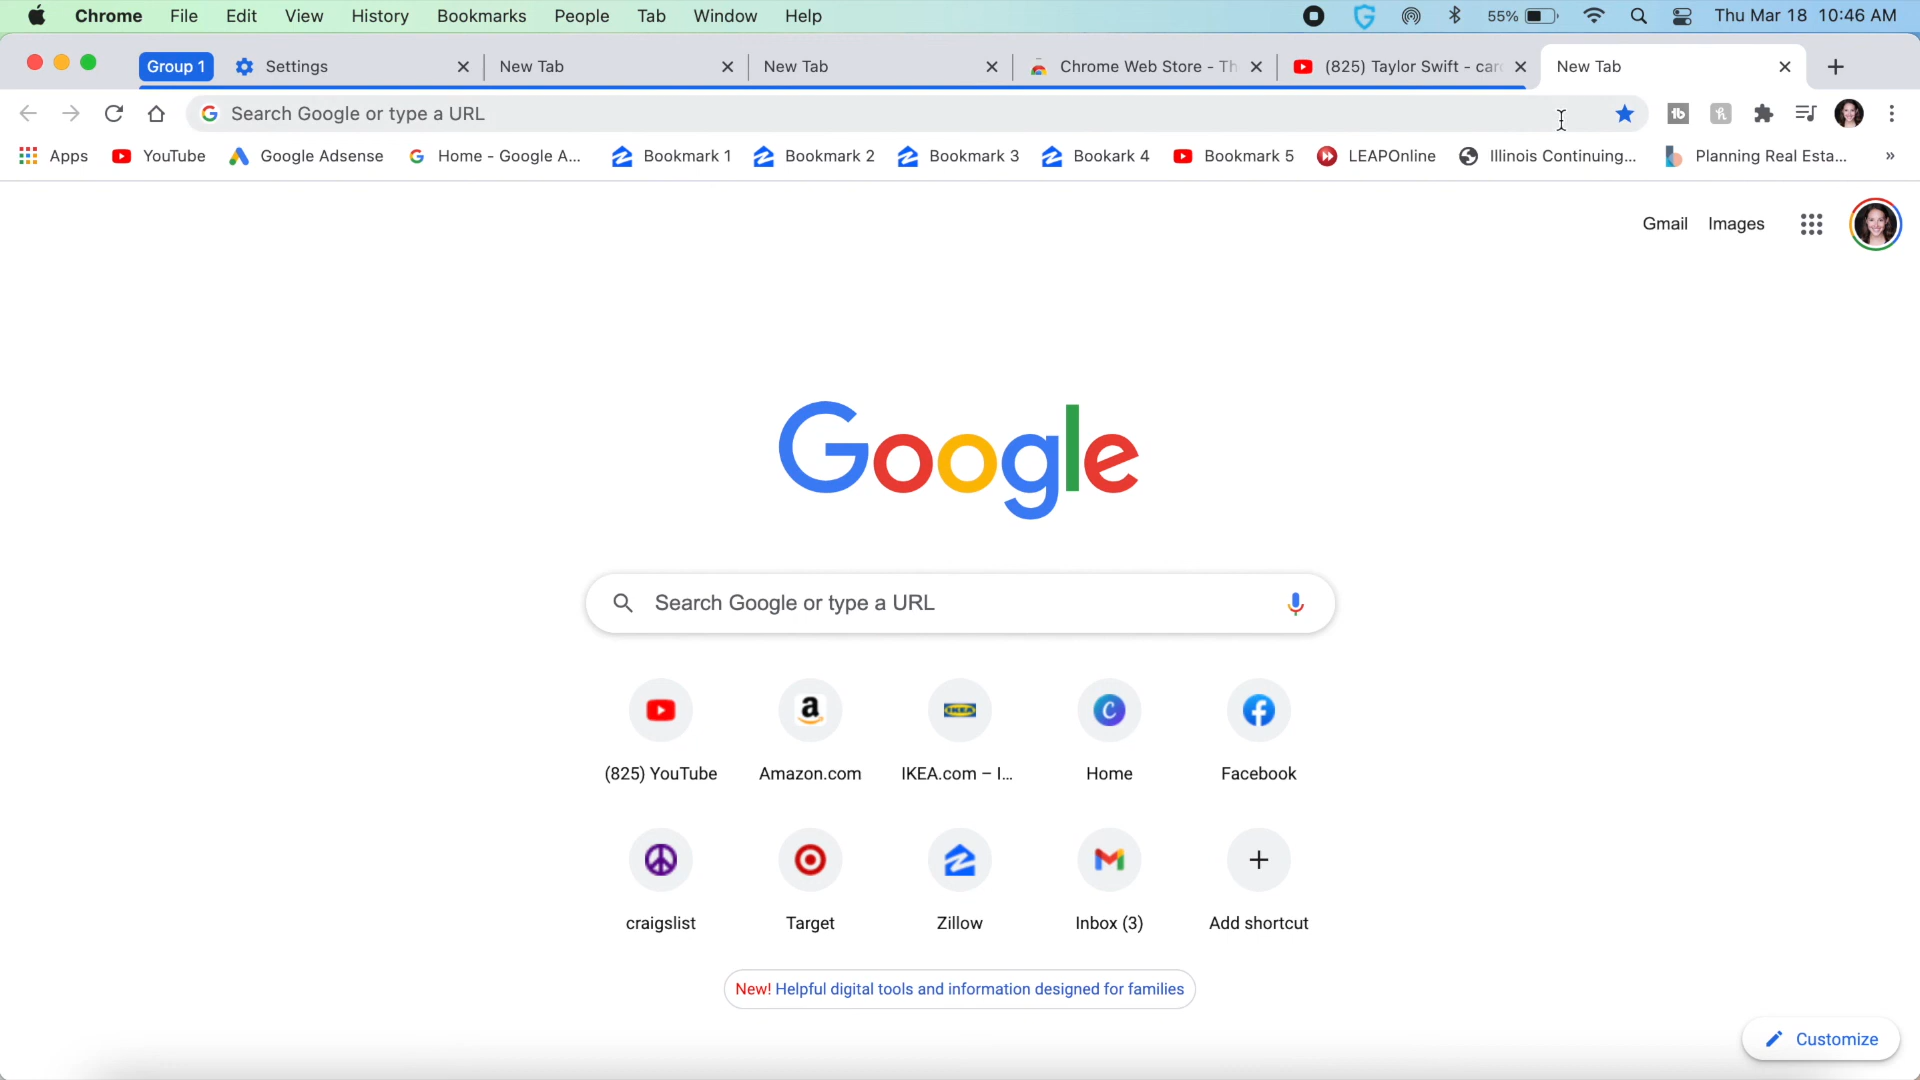 Chrome File Edit View History Bookmarks People Tab Window Help 55% Thu Mar 18 10:46 AM
Group 1 Settings New Tab New Tab Chrome Web Store - Th (825) Taylor Swift - card New Tab
Search Google or type a URL
Apps YouTube Google Adsense Home - Google A... Bookmark 1 Bookmark 2 Bookmark 3 Bookark 4 Bookmark 5 LEAPOnline Illinois Continuing... Planning Real Esta... »
Gmail Images
Google
Search Google or type a URL
(825) YouTube Amazon.com IKEA.com – I... Home Facebook
craigslist Target Zillow Inbox (3) Add shortcut
New! Helpful digital tools and information designed for families
Customize